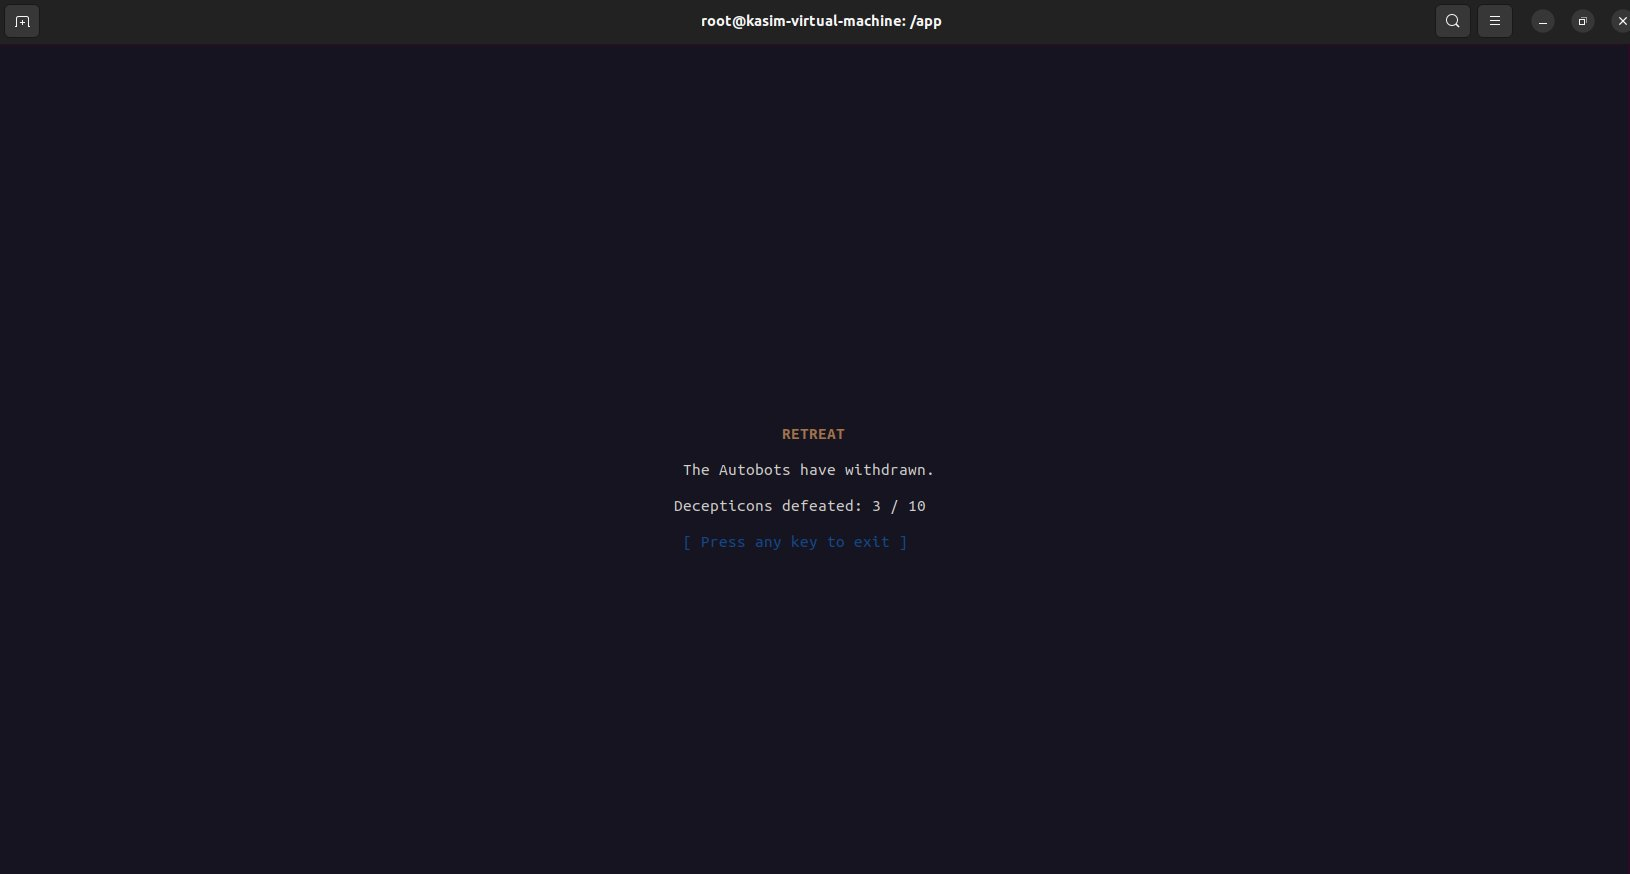 root@kasim-virtual-machine: /app
RETREAT
The Autobots have withdrawn.
Decepticons defeated: 3 / 10
[ Press any key to exit ]